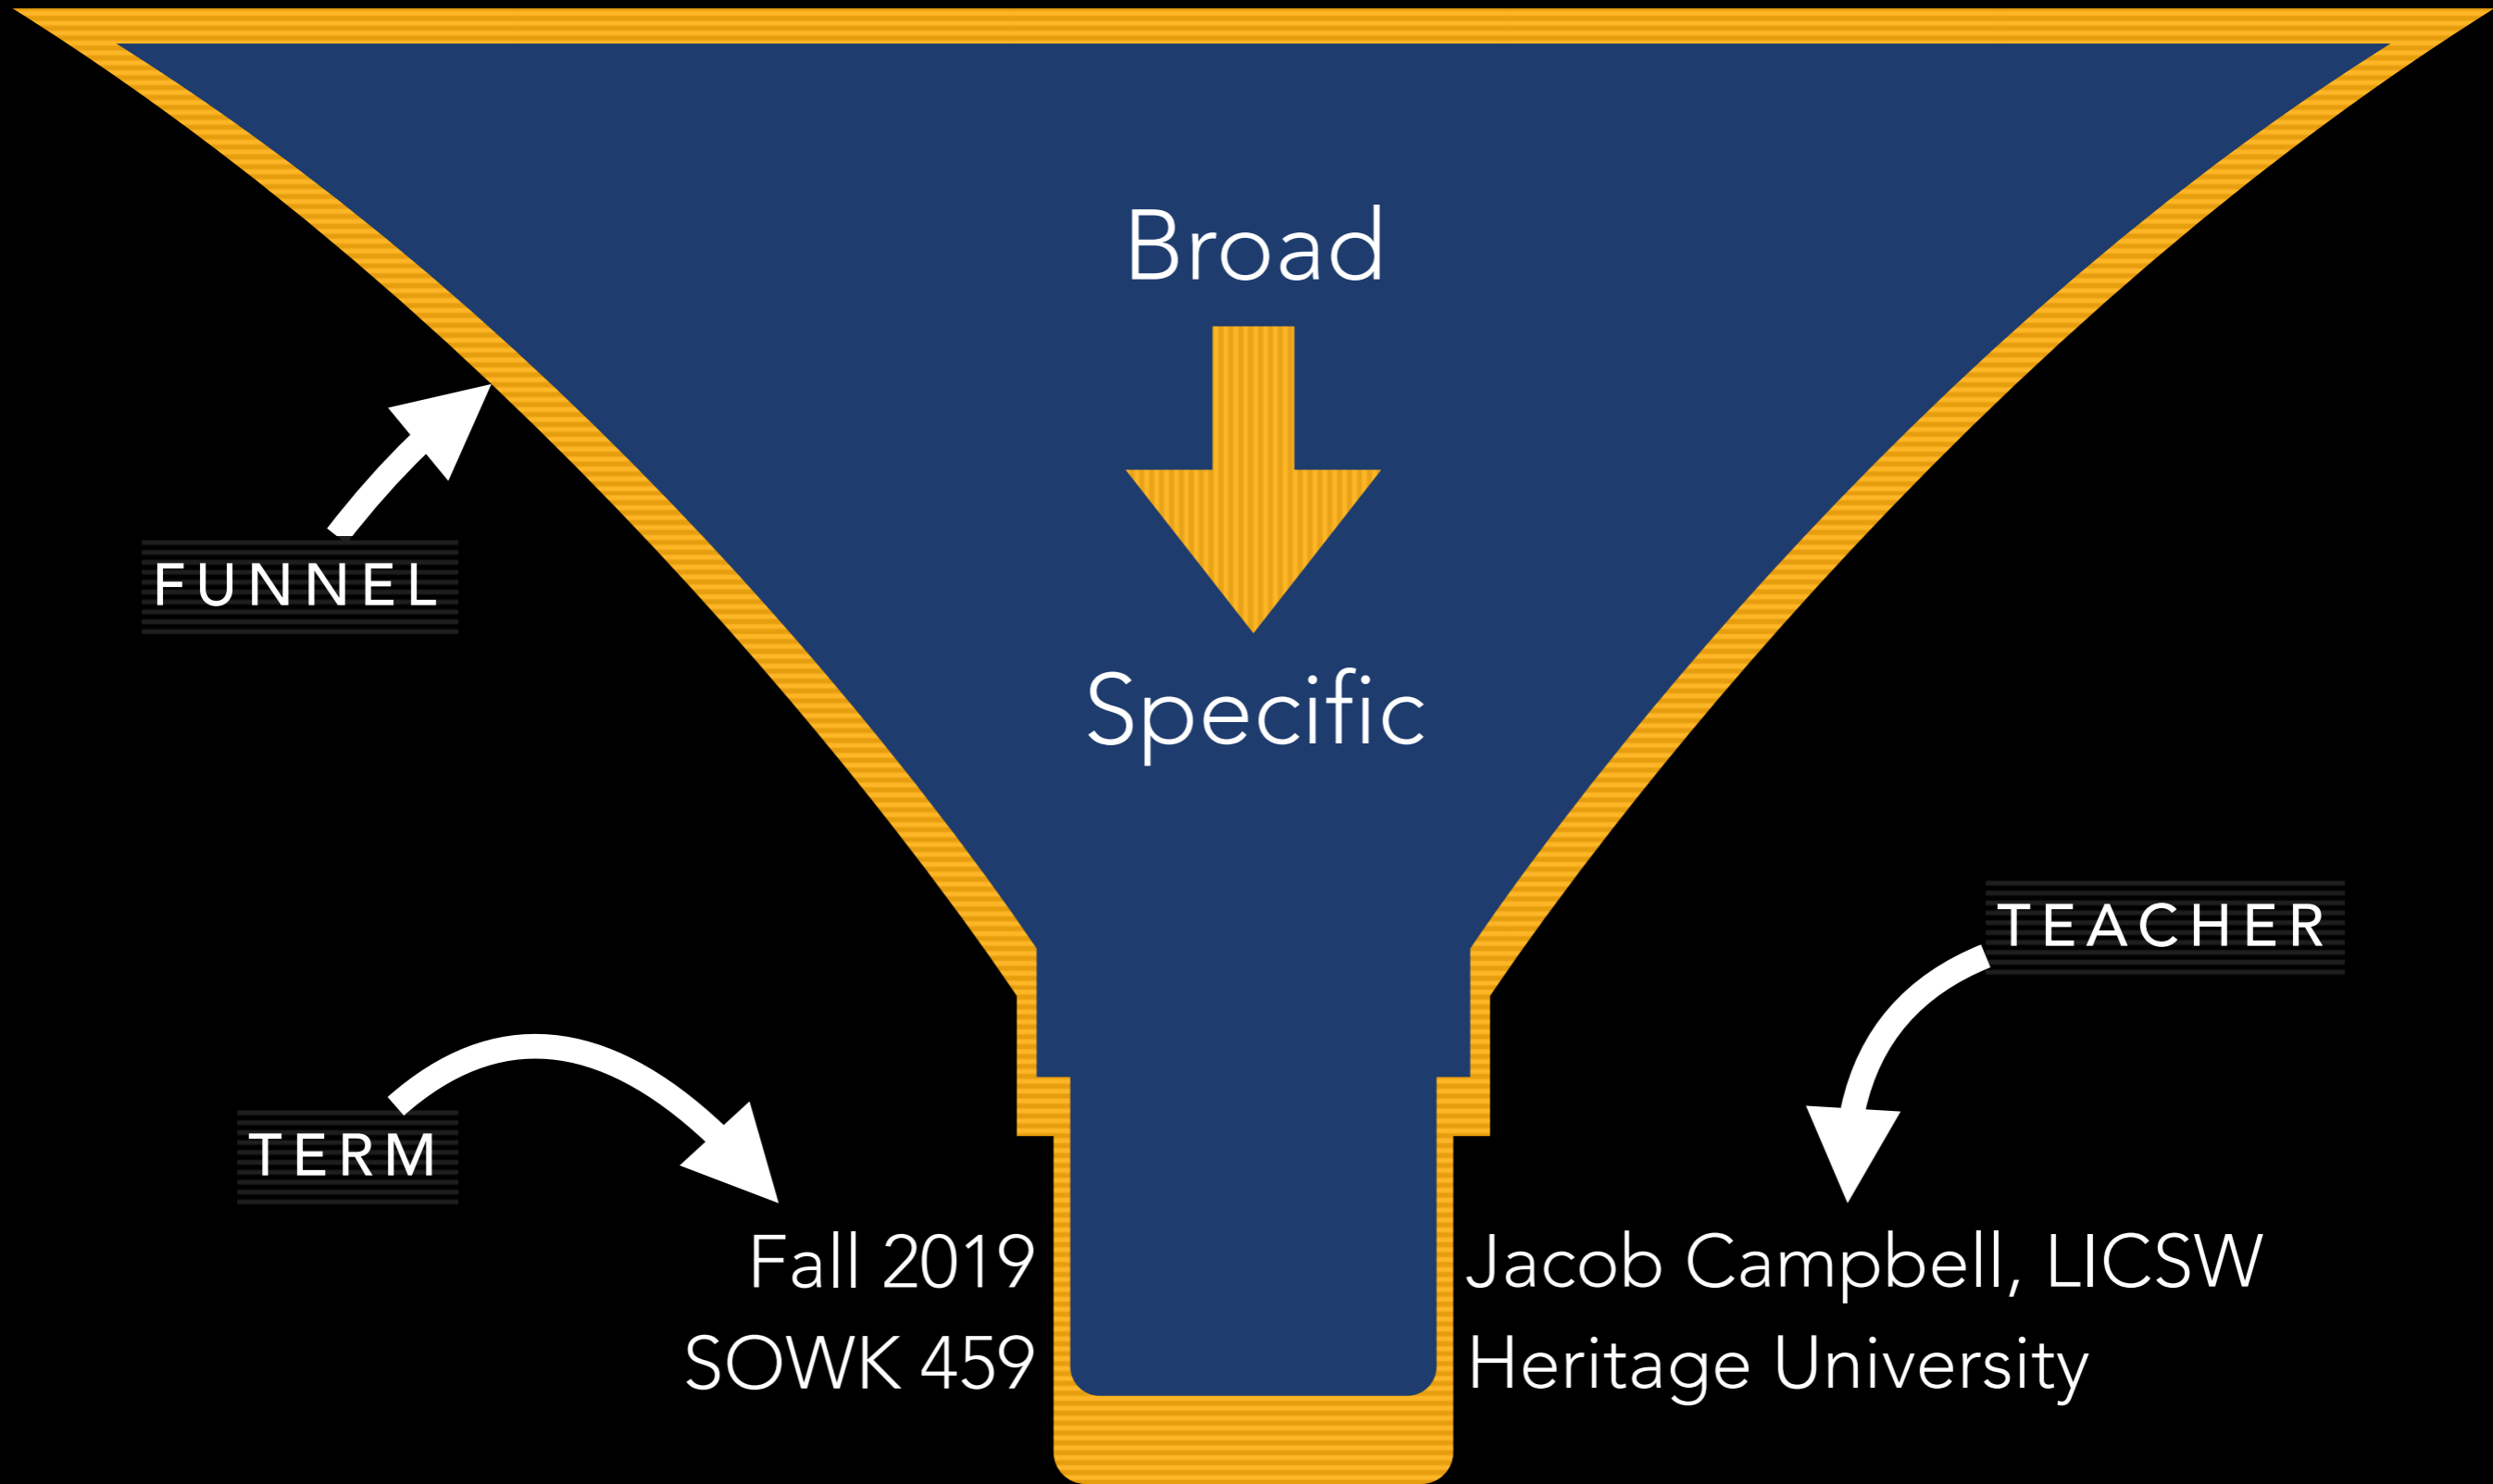 Broad
FUNNEL
Specific
TEACHER
TERM
Fall 2019
SOWK 459
Jacob Campbell, LICSW
Heritage University